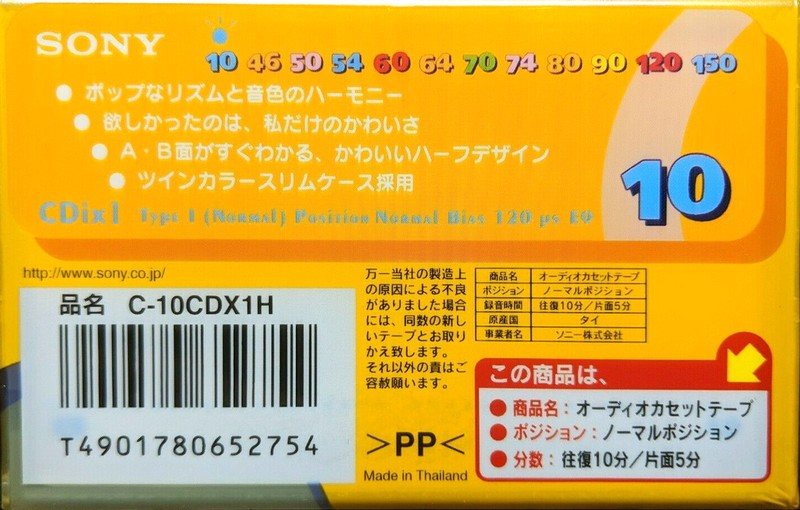 SONY
10 46 50 54 60 64 70 74 80 90 120 150
● ポップなリズムと音色のハーモニー
● 欲しかったのは、私だけのかわいさ
● A・B面がすぐわかる、かわいいハーフデザイン
● ツインカラースリムケース採用
10
CDix I Type I (Normal) Position Normal Bias 120 μs EQ
http://www.sony.co.jp/
品名 C-10CDX1H
T4901780652754
万一当社の製造上
の原因による不良
がありました場合
には、同数の新し
いテープとお取り
かえ致します。
それ以外の責はご
容赦願います。
>PP<
Made in Thailand
商品名 オーディオカセットテープ
ポジション ノーマルポジション
録音時間 往復10分／片面5分
原産国 タイ
事業者名 ソニー株式会社
この商品は、
● 商品名：オーディオカセットテープ
● ポジション：ノーマルポジション
● 分数：往復10分／片面5分